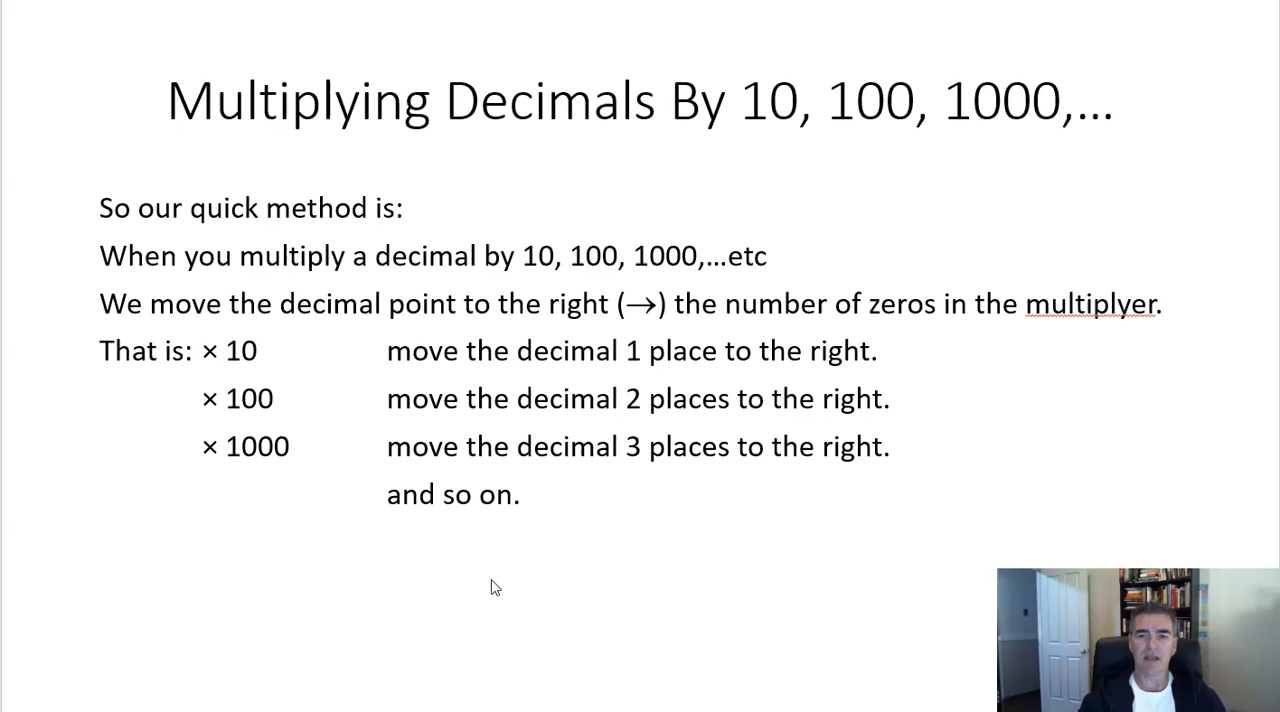 Multiplying Decimals By 10, 100, 1000,...
So our quick method is:
When you multiply a decimal by 10, 100, 1000,...etc
We move the decimal point to the right (→) the number of zeros in the multiplyer.
That is: × 10 move the decimal 1 place to the right.
× 100 move the decimal 2 places to the right.
× 1000 move the decimal 3 places to the right.
and so on.